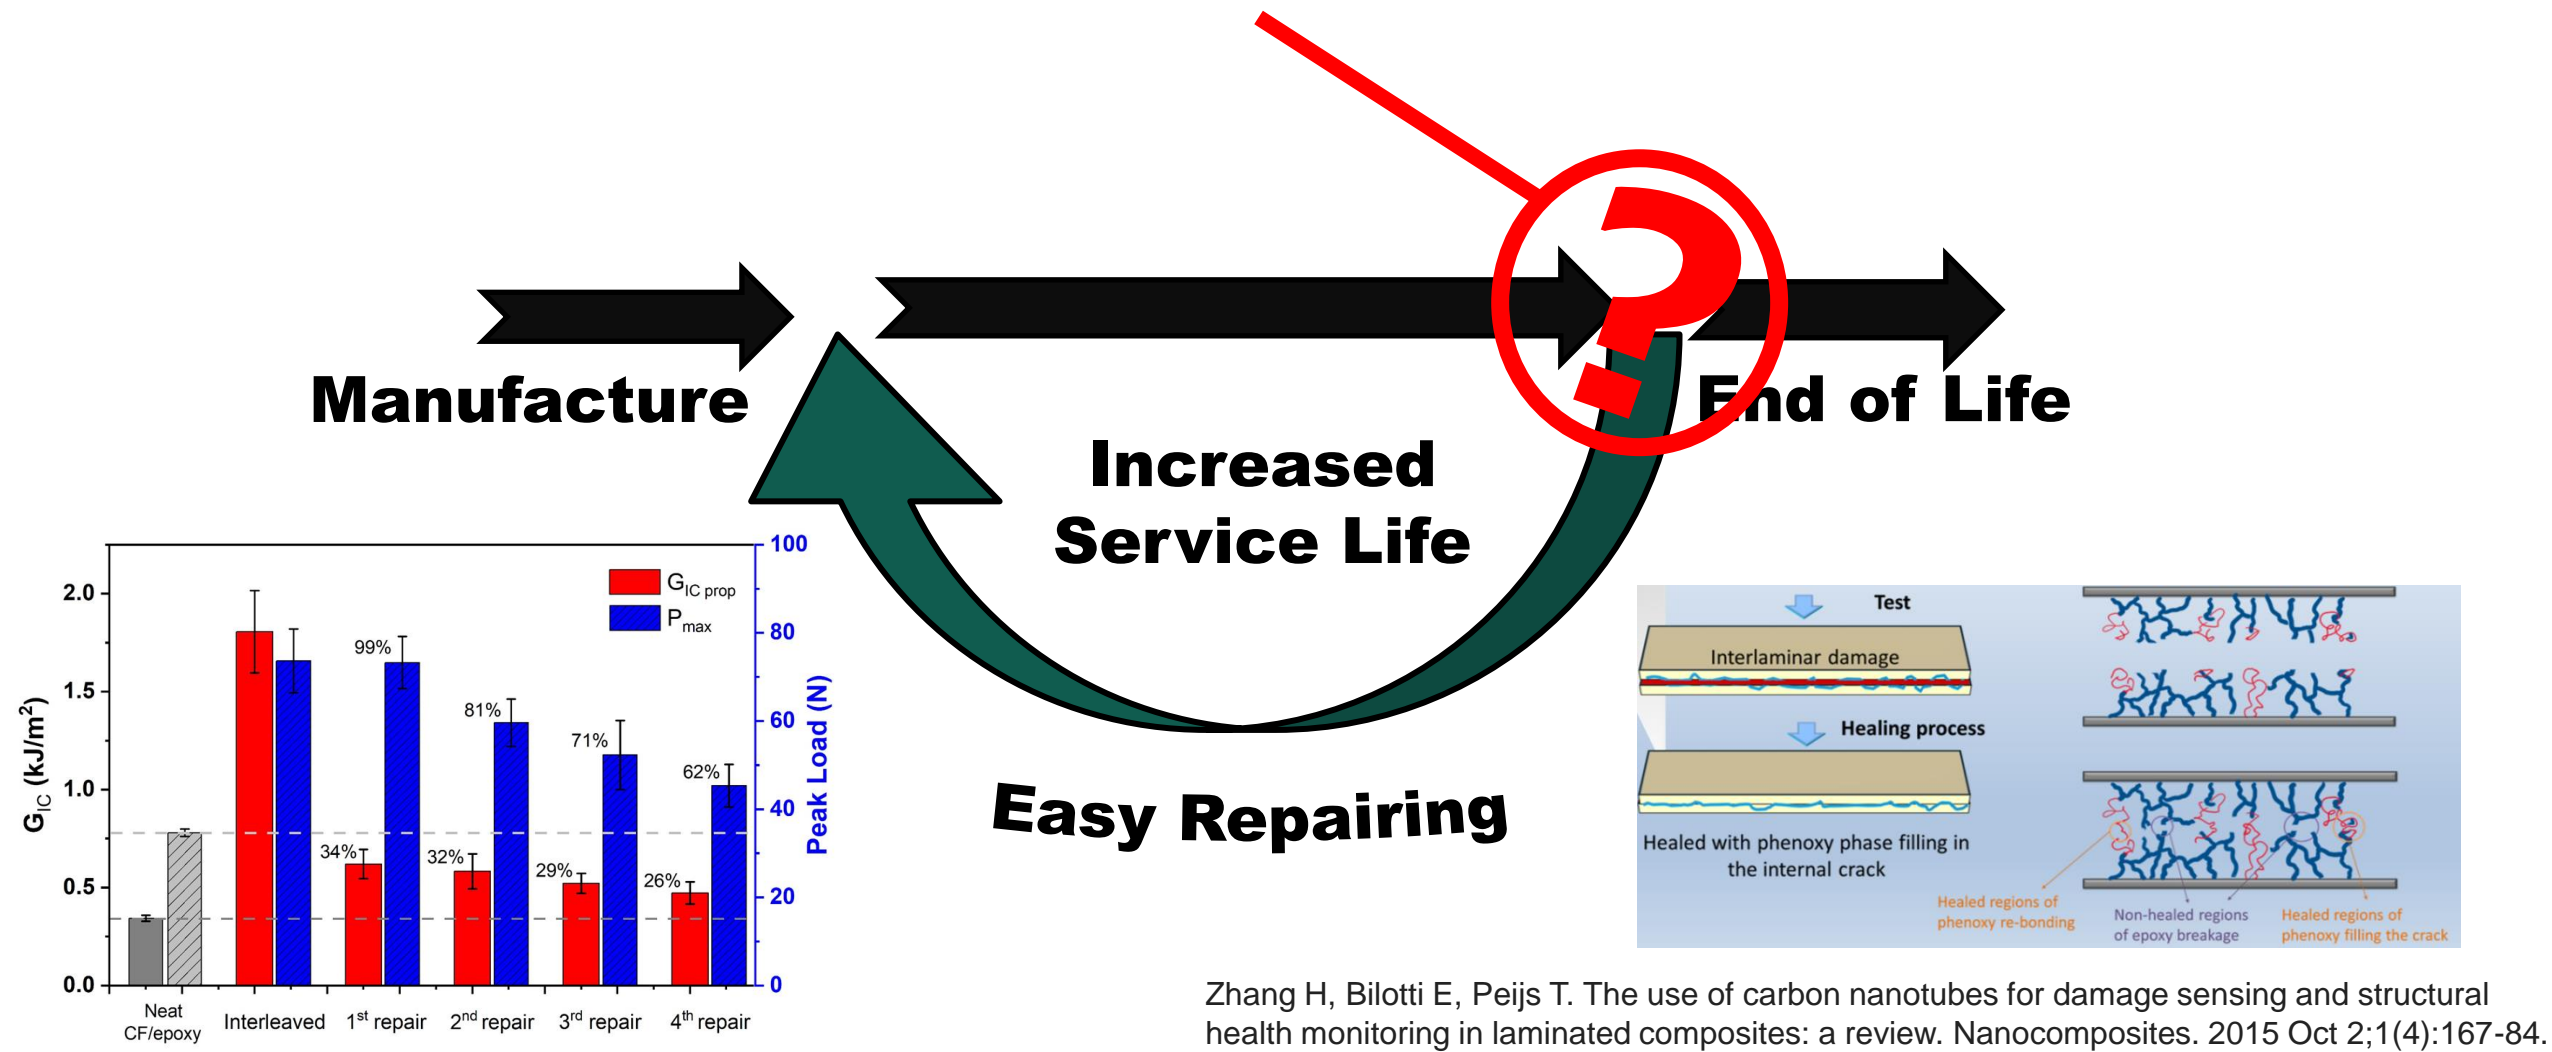 ?
Manufacture
End of Life
Increased
Service Life
Easy Repairing
G_IC (kJ/m²)
2.0
1.5
1.0
0.5
0.0
G_IC prop
P_max
100
80
60
40
20
0
Peak Load (N)
99%
81%
71%
62%
34%
32%
29%
26%
Neat
CF/epoxy
Interleaved
1st repair
2nd repair
3rd repair
4th repair
Test
Interlaminar damage
Healing process
Healed with phenoxy phase filling in
the internal crack
Healed regions of
phenoxy re-bonding
Non-healed regions
of epoxy breakage
Healed regions of
phenoxy filling the crack
Zhang H, Bilotti E, Peijs T. The use of carbon nanotubes for damage sensing and structural
health monitoring in laminated composites: a review. Nanocomposites. 2015 Oct 2;1(4):167-84.